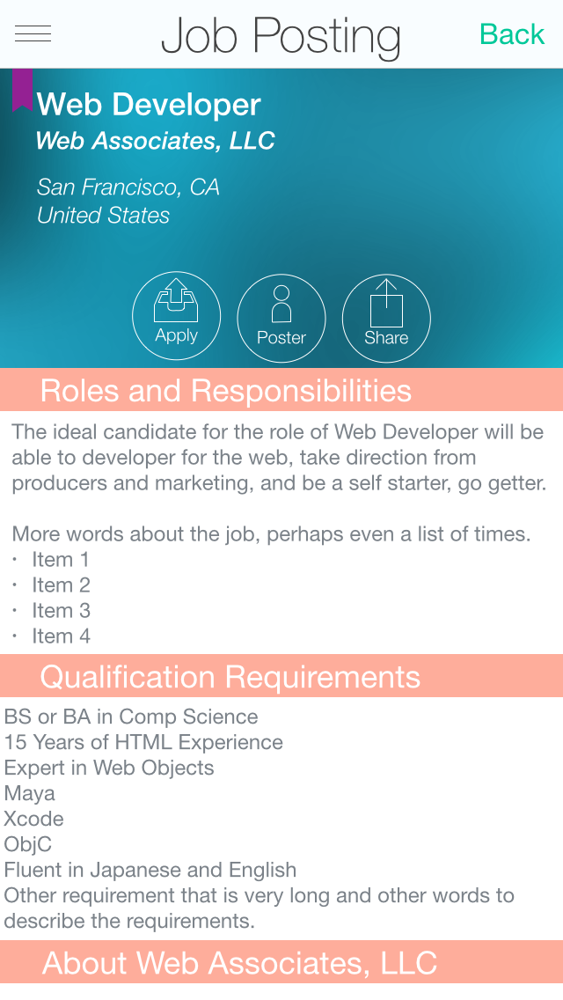 Job Posting
Back
Web Developer
Web Associates, LLC
San Francisco, CA
United States
Apply
Poster
Share
Roles and Responsibilities
The ideal candidate for the role of Web Developer will be
able to developer for the web, take direction from
producers and marketing, and be a self starter, go getter.
More words about the job, perhaps even a list of times.
• Item 1
• Item 2
• Item 3
• Item 4
Qualification Requirements
BS or BA in Comp Science
15 Years of HTML Experience
Expert in Web Objects
Maya
Xcode
ObjC
Fluent in Japanese and English
Other requirement that is very long and other words to
describe the requirements.
About Web Associates, LLC